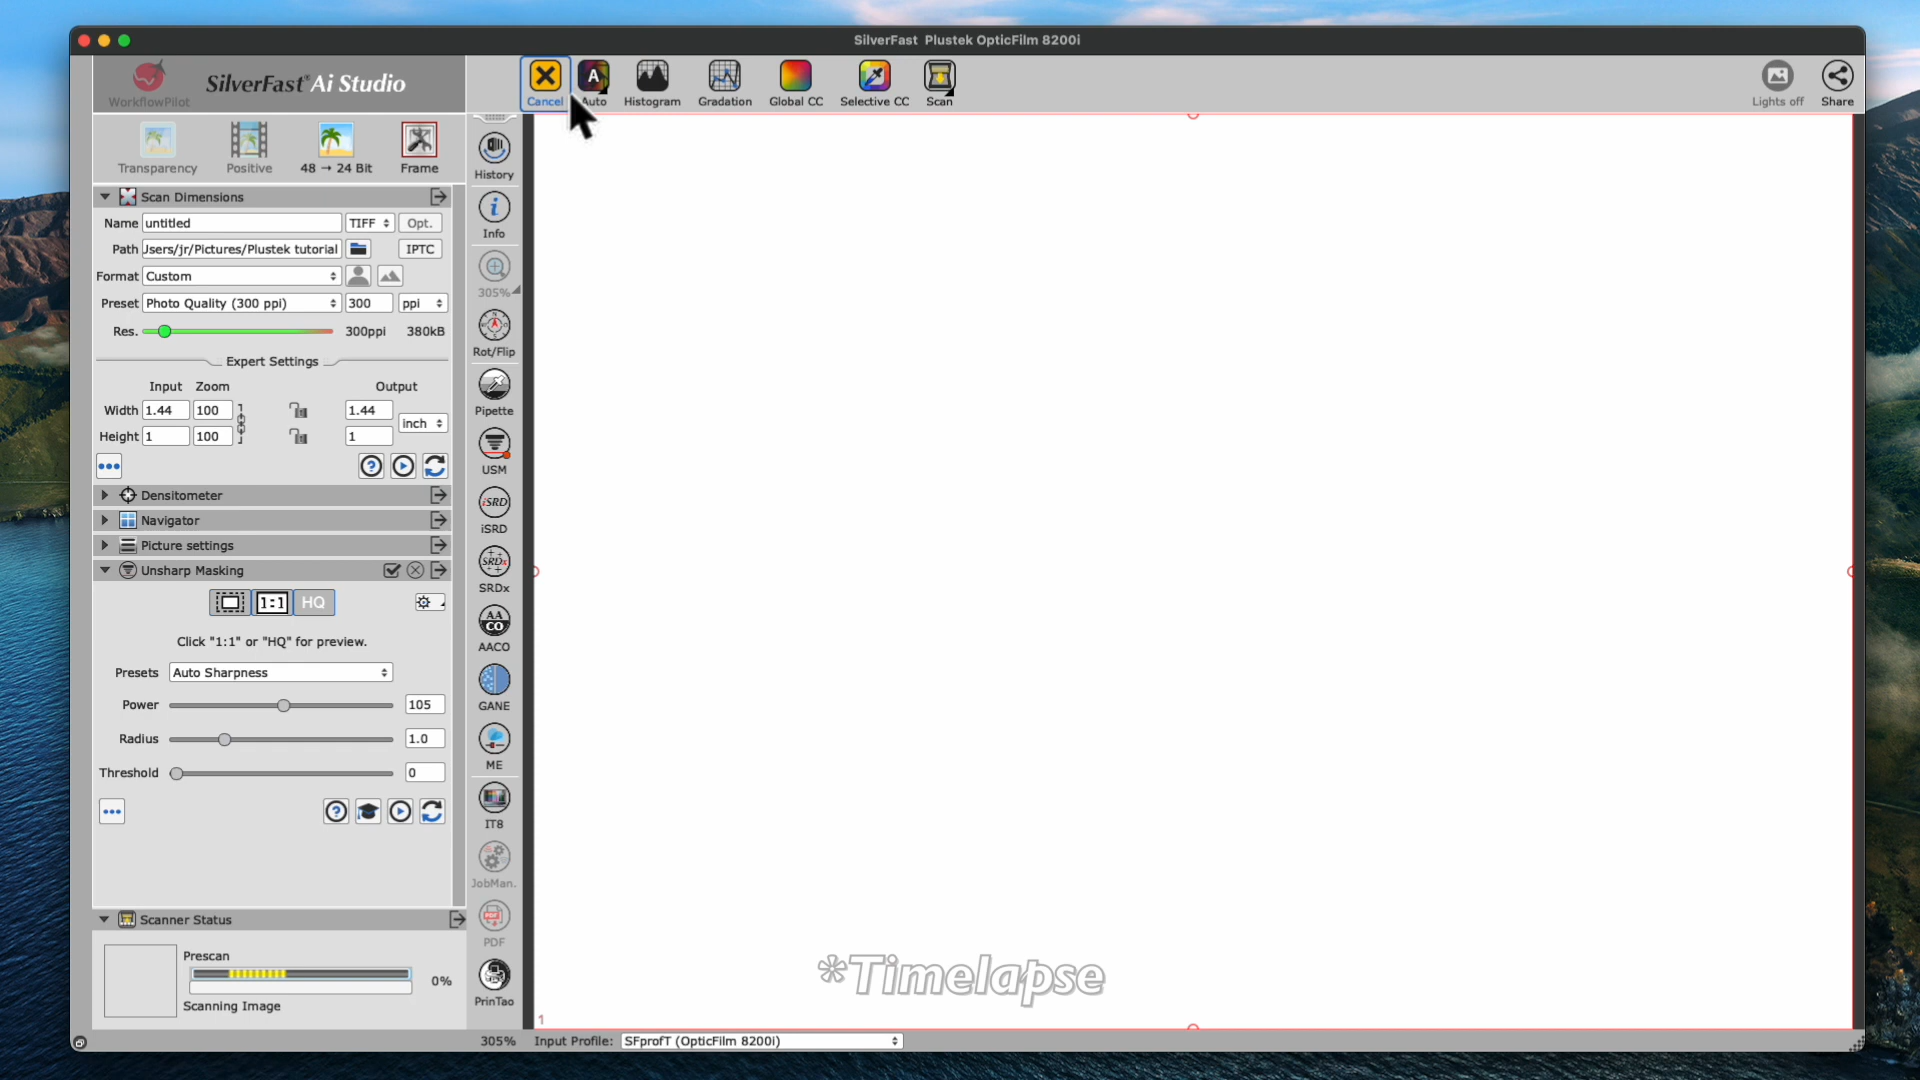 SilverFast Plustek OpticFilm 8200i
WorkflowPilot
SilverFast® Ai Studio
Cancel
A
Auto
Histogram
Gradation
Global CC
Selective CC
Scan
Lights off
Share
Transparency
Positive
48 → 24 Bit
Frame
Scan Dimensions
Name untitled TIFF Opt.
Path Jsers/jr/Pictures/Plustek tutorial IPTC
Format Custom
Preset Photo Quality (300 ppi) 300 ppi
Res. 300ppi 380kB
Expert Settings
Input Zoom Output
Width 1.44 100 1.44 inch
Height 1 100 1
Densitometer
Navigator
Picture settings
Unsharp Masking
1:1 HQ
Click "1:1" or "HQ" for preview.
Presets Auto Sharpness
Power 105
Radius 1.0
Threshold 0
Scanner Status
Prescan
0%
Scanning Image
History
Info
305%
Rot/Flip
Pipette
USM
iSRD
iSRD
SRDx
SRDx
AA
CO
AACO
GANE
ME
IT8
JobMan.
PDF
PDF
PrinTao
*Timelapse
1
305% Input Profile: SFprofT (OpticFilm 8200i)